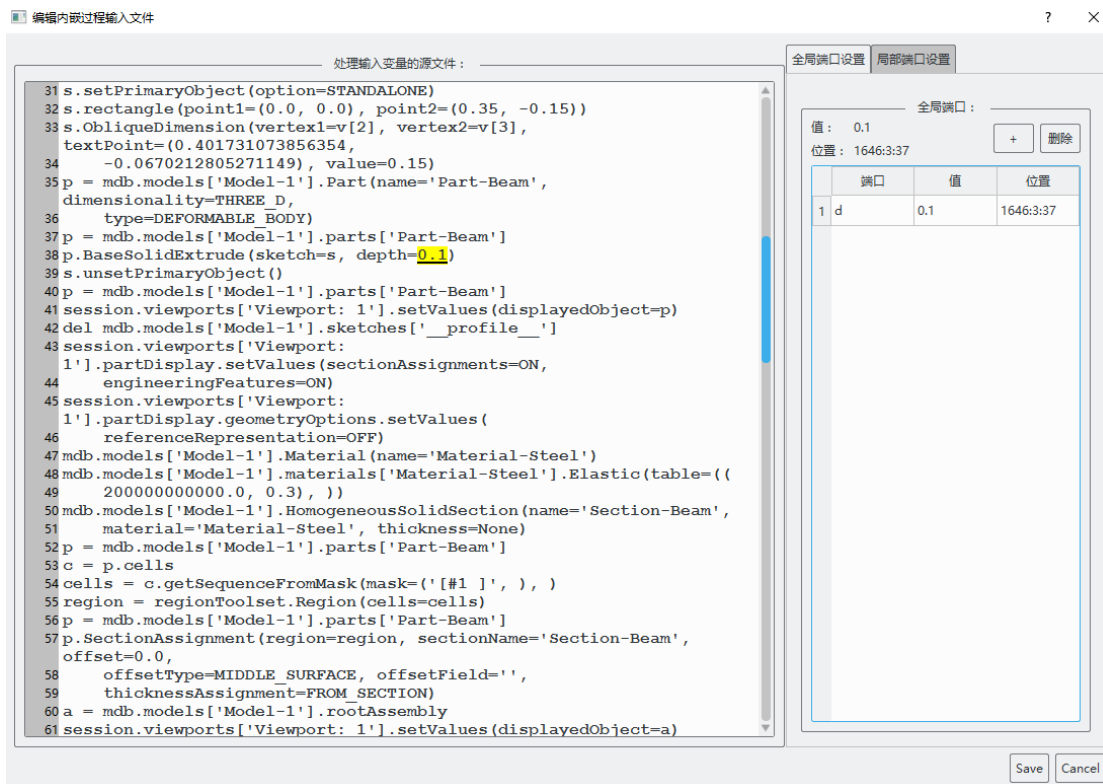 编辑内嵌过程输入文件
?
处理输入变量的源文件：
31 s.setPrimaryObject(option=STANDALONE)
32 s.rectangle(point1=(0.0, 0.0), point2=(0.35, -0.15))
33 s.ObliqueDimension(vertex1=v[2], vertex2=v[3],
textPoint=(0.401731073856354,
34     -0.0670212805271149), value=0.15)
35 p = mdb.models['Model-1'].Part(name='Part-Beam',
dimensionality=THREE_D,
36     type=DEFORMABLE_BODY)
37 p = mdb.models['Model-1'].parts['Part-Beam']
38 p.BaseSolidExtrude(sketch=s, depth=0.1)
39 s.unsetPrimaryObject()
40 p = mdb.models['Model-1'].parts['Part-Beam']
41 session.viewports['Viewport: 1'].setValues(displayedObject=p)
42 del mdb.models['Model-1'].sketches['__profile__']
43 session.viewports['Viewport:
1'].partDisplay.setValues(sectionAssignments=ON,
44     engineeringFeatures=ON)
45 session.viewports['Viewport:
1'].partDisplay.geometryOptions.setValues(
46     referenceRepresentation=OFF)
47 mdb.models['Model-1'].Material(name='Material-Steel')
48 mdb.models['Model-1'].materials['Material-Steel'].Elastic(table=((
49     200000000000.0, 0.3), ))
50 mdb.models['Model-1'].HomogeneousSolidSection(name='Section-Beam',
51     material='Material-Steel', thickness=None)
52 p = mdb.models['Model-1'].parts['Part-Beam']
53 c = p.cells
54 cells = c.getSequenceFromMask(mask=('[#1 ]', ), )
55 region = regionToolset.Region(cells=cells)
56 p = mdb.models['Model-1'].parts['Part-Beam']
57 p.SectionAssignment(region=region, sectionName='Section-Beam',
offset=0.0,
58     offsetType=MIDDLE_SURFACE, offsetField='',
59     thicknessAssignment=FROM_SECTION)
60 a = mdb.models['Model-1'].rootAssembly
61 session.viewports['Viewport: 1'].setValues(displayedObject=a)
全局端口设置 局部端口设置
全局端口：
值： 0.1
位置： 1646:3:37
+ 删除
端口 值 位置
1 d 0.1 1646:3:37
Save Cancel